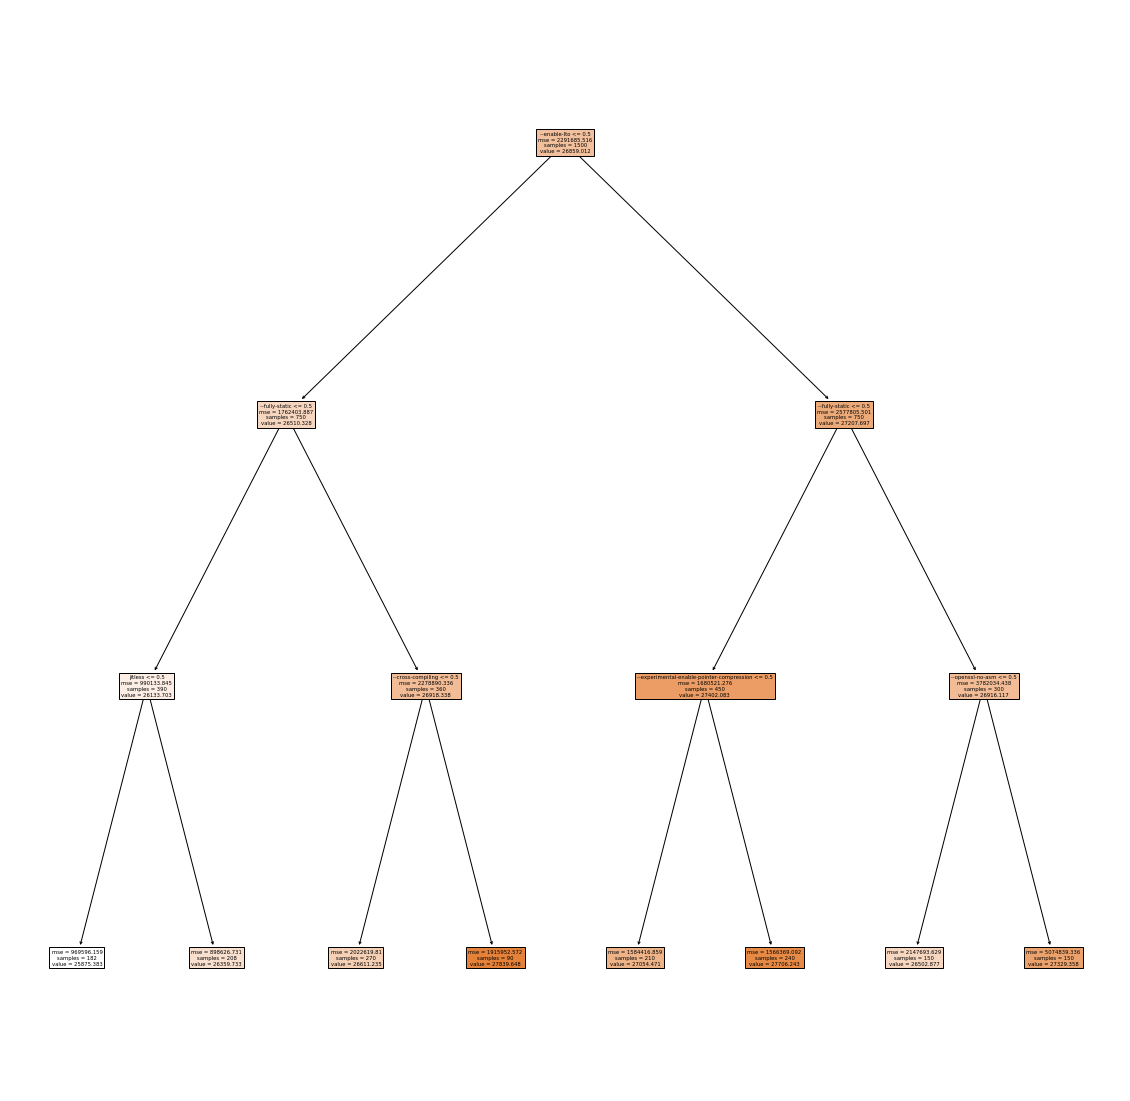 --enable-lto <= 0.5
mse = 2291685.516
samples = 1500
value = 26859.012
--fully-static <= 0.5
mse = 1762403.887
samples = 750
value = 26510.328
--fully-static <= 0.5
mse = 2577805.501
samples = 750
value = 27207.697
jitless <= 0.5
mse = 990133.845
samples = 390
value = 26133.703
--cross-compiling <= 0.5
mse = 2278890.336
samples = 360
value = 26918.338
--experimental-enable-pointer-compression <= 0.5
mse = 1680521.276
samples = 450
value = 27402.083
--openssl-no-asm <= 0.5
mse = 3782034.438
samples = 300
value = 26916.117
mse = 969596.159
samples = 182
value = 25875.383
mse = 898626.731
samples = 208
value = 26359.733
mse = 2022619.81
samples = 270
value = 26611.235
mse = 1915952.572
samples = 90
value = 27839.648
mse = 1584416.859
samples = 210
value = 27054.471
mse = 1566369.092
samples = 240
value = 27706.243
mse = 2147693.629
samples = 150
value = 26502.877
mse = 5074839.336
samples = 150
value = 27329.358